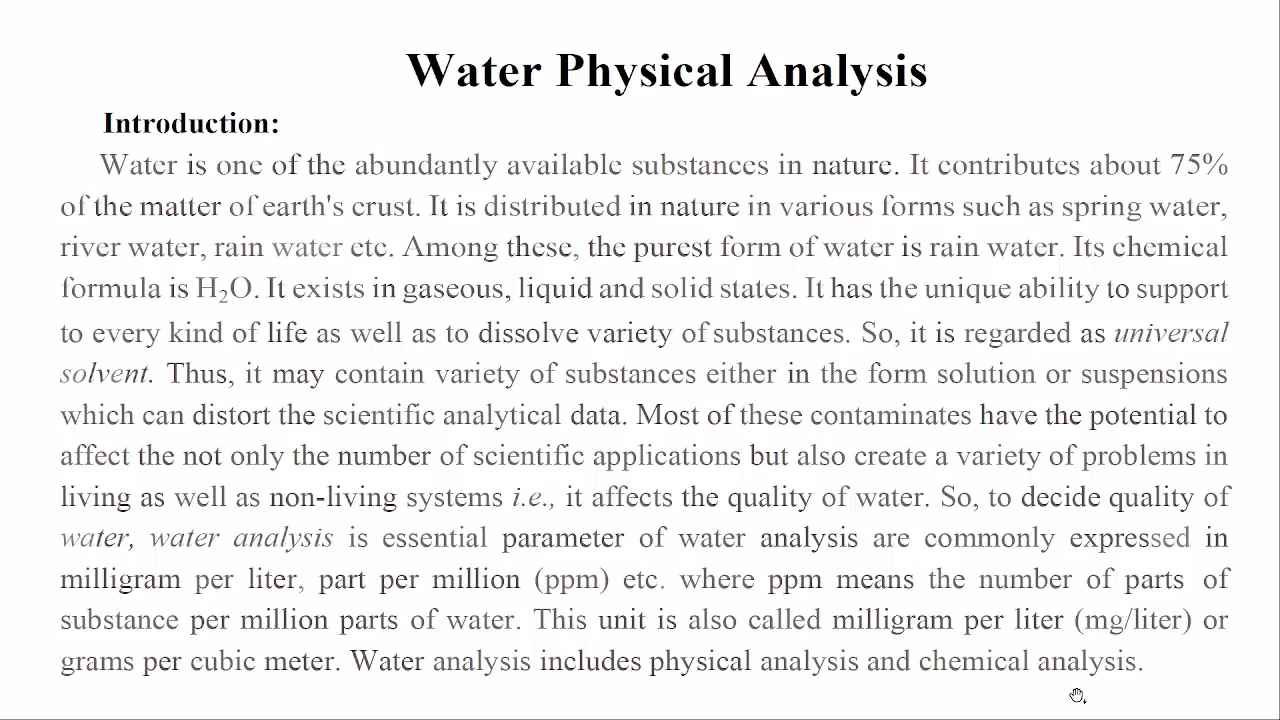 Water Physical Analysis
Introduction:
Water is one of the abundantly available substances in nature. It contributes about 75%
of the matter of earth's crust. It is distributed in nature in various forms such as spring water,
river water, rain water etc. Among these, the purest form of water is rain water. Its chemical
formula is H₂O. It exists in gaseous, liquid and solid states. It has the unique ability to support
to every kind of life as well as to dissolve variety of substances. So, it is regarded as universal
solvent. Thus, it may contain variety of substances either in the form solution or suspensions
which can distort the scientific analytical data. Most of these contaminates have the potential to
affect the not only the number of scientific applications but also create a variety of problems in
living as well as non-living systems i.e., it affects the quality of water. So, to decide quality of
water, water analysis is essential parameter of water analysis are commonly expressed in
milligram per liter, part per million (ppm) etc. where ppm means the number of parts of
substance per million parts of water. This unit is also called milligram per liter (mg/liter) or
grams per cubic meter. Water analysis includes physical analysis and chemical analysis.